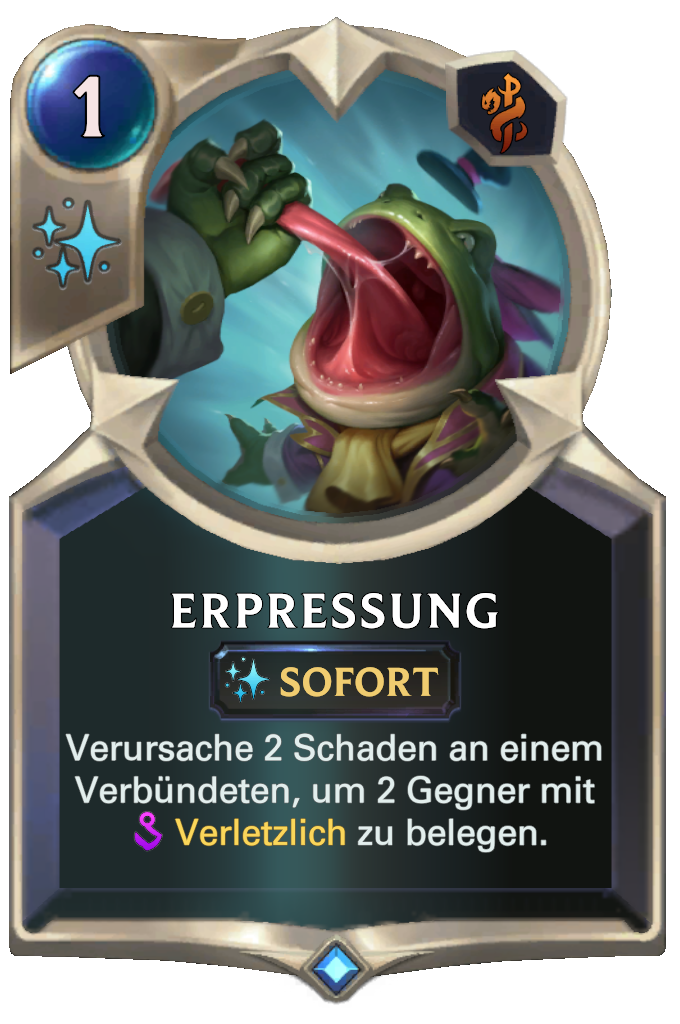 1
ERPRESSUNG
SOFORT
Verursache 2 Schaden an einem
Verbündeten, um 2 Gegner mit
Verletzlich zu belegen.